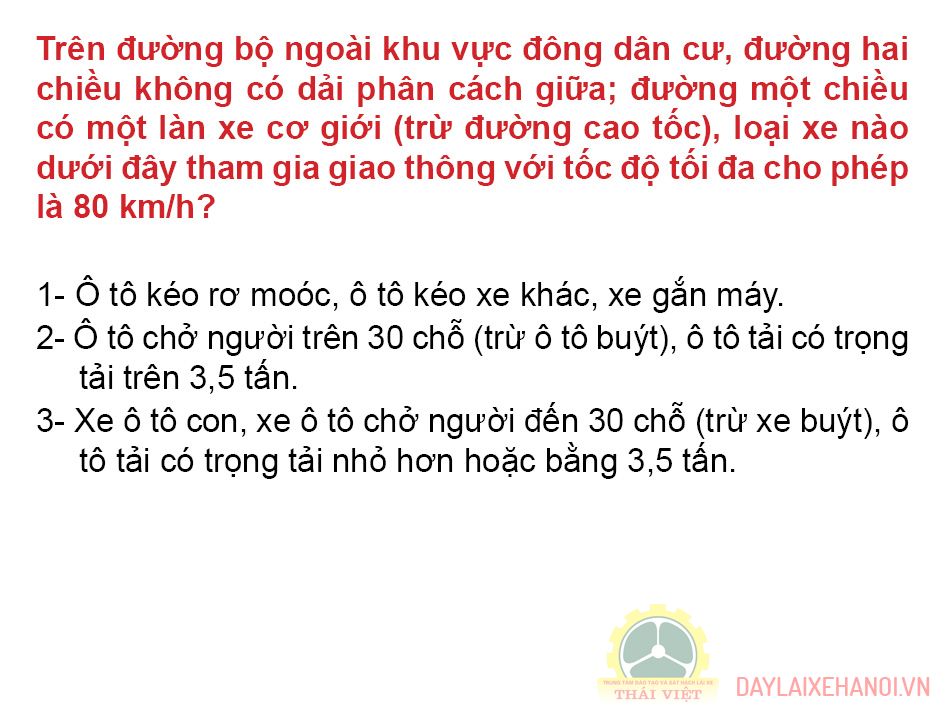 Trên đường bộ ngoài khu vực đông dân cư, đường hai
chiều không có dải phân cách giữa; đường một chiều
có một làn xe cơ giới (trừ đường cao tốc), loại xe nào
dưới đây tham gia giao thông với tốc độ tối đa cho phép
là 80 km/h?
1- Ô tô kéo rơ moóc, ô tô kéo xe khác, xe gắn máy.
2- Ô tô chở người trên 30 chỗ (trừ ô tô buýt), ô tô tải có trọng
tải trên 3,5 tấn.
3- Xe ô tô con, xe ô tô chở người đến 30 chỗ (trừ xe buýt), ô
tô tải có trọng tải nhỏ hơn hoặc bằng 3,5 tấn.
TRUNG TÂM ĐÀO TẠO VÀ SÁT HẠCH LÁI XE
THÁI VIỆT
DAYLAIXEHANOI.VN